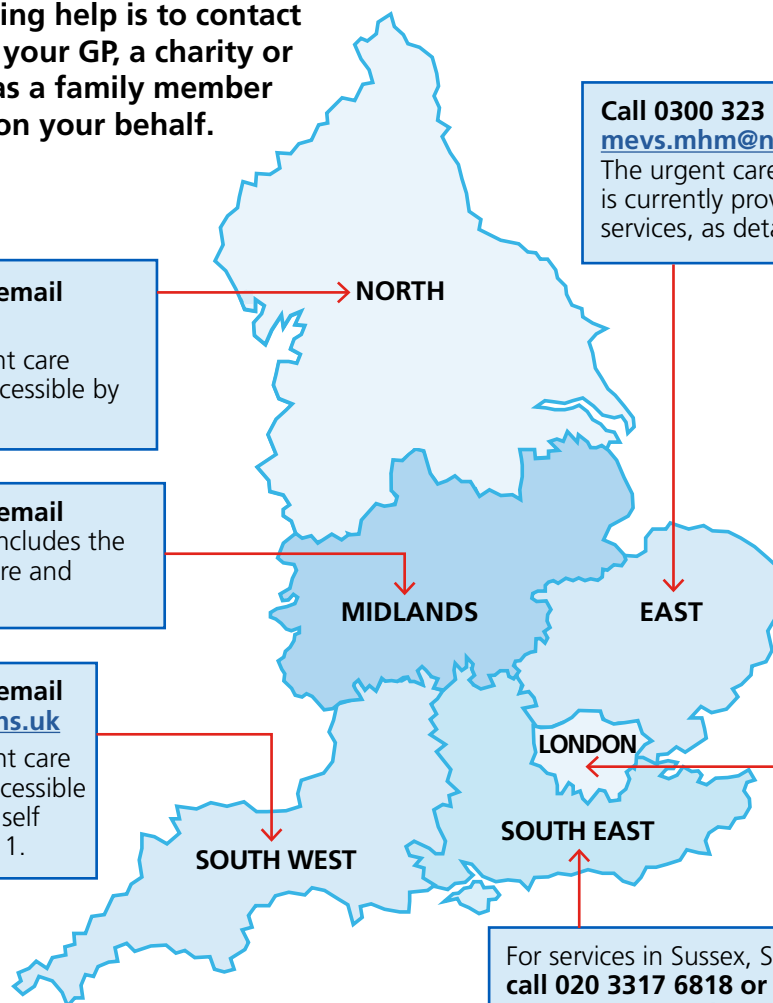 ing help is to contact
your GP, a charity or
as a family member
on your behalf.
Call 0300 323
mevs.mhm@n
The urgent care
is currently prov
services, as deta
email
NORTH
nt care
cessible by
email
ncludes the
re and
MIDLANDS
EAST
email
ns.uk
nt care
cessible
self
1.
LONDON
SOUTH EAST
SOUTH WEST
For services in Sussex, S
call 020 3317 6818 or